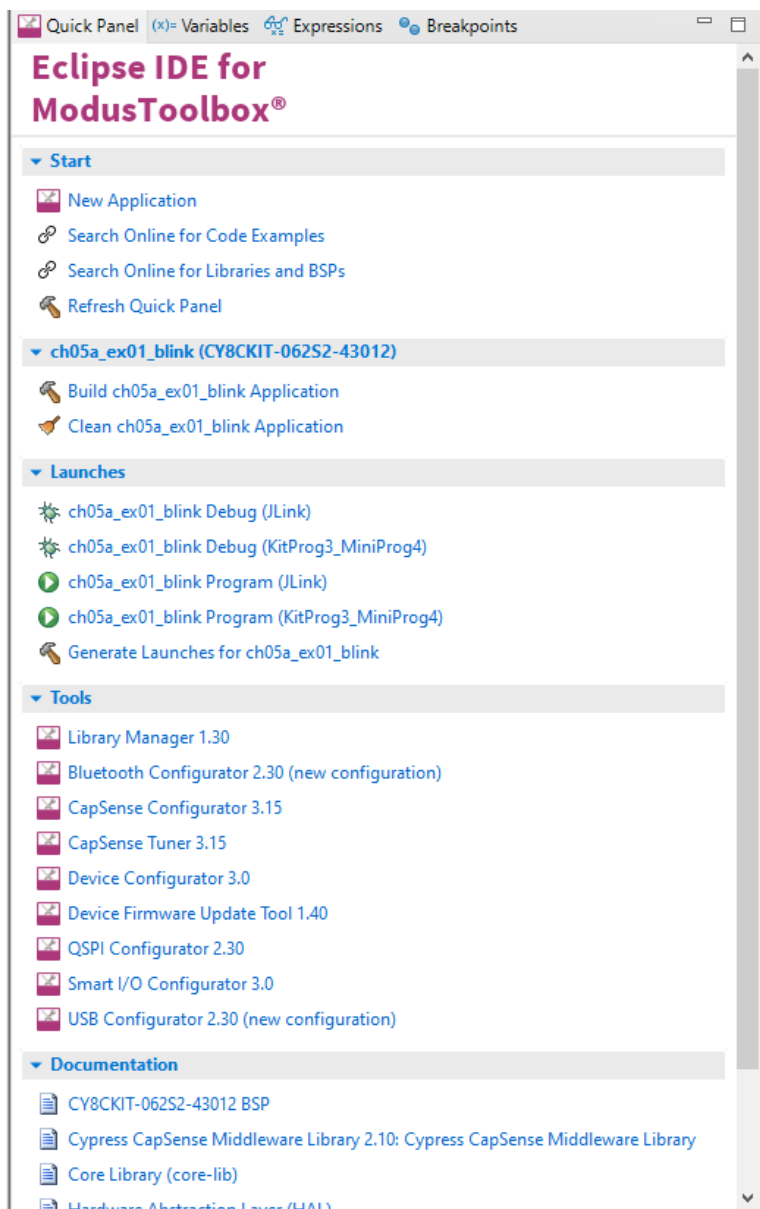 Quick Panel (x)= Variables Expressions Breakpoints
Eclipse IDE for
ModusToolbox®
Start
New Application
Search Online for Code Examples
Search Online for Libraries and BSPs
Refresh Quick Panel
ch05a_ex01_blink (CY8CKIT-062S2-43012)
Build ch05a_ex01_blink Application
Clean ch05a_ex01_blink Application
Launches
ch05a_ex01_blink Debug (JLink)
ch05a_ex01_blink Debug (KitProg3_MiniProg4)
ch05a_ex01_blink Program (JLink)
ch05a_ex01_blink Program (KitProg3_MiniProg4)
Generate Launches for ch05a_ex01_blink
Tools
Library Manager 1.30
Bluetooth Configurator 2.30 (new configuration)
CapSense Configurator 3.15
CapSense Tuner 3.15
Device Configurator 3.0
Device Firmware Update Tool 1.40
QSPI Configurator 2.30
Smart I/O Configurator 3.0
USB Configurator 2.30 (new configuration)
Documentation
CY8CKIT-062S2-43012 BSP
Cypress CapSense Middleware Library 2.10: Cypress CapSense Middleware Library
Core Library (core-lib)
Hardware Abstraction Layer (HAL)